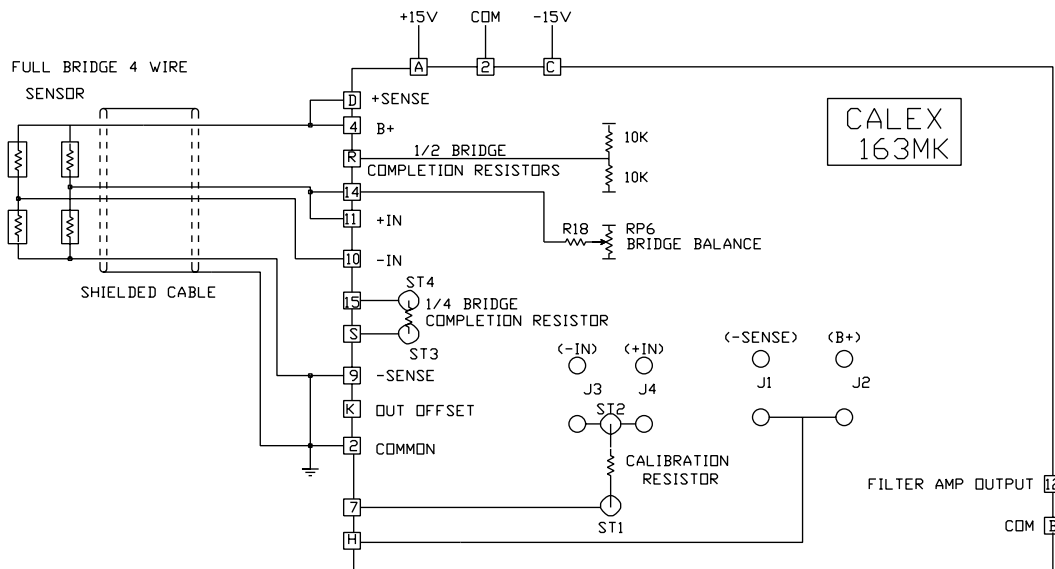 +15V COM -15V
A 2 C
FULL BRIDGE 4 WIRE
SENSOR
D +SENSE
4 B+
CALEX
163MK
10K
R 1/2 BRIDGE
COMPLETION RESISTORS
10K
14
11 +IN
R18 RP6
BRIDGE BALANCE
10 -IN
SHIELDED CABLE
ST4
15 1/4 BRIDGE
COMPLETION RESISTOR
S
ST3
(-IN) (+IN) (-SENSE) (B+)
9 -SENSE
J3 J4 J1 J2
K OUT OFFSET
ST2
2 COMMON
CALIBRATION
RESISTOR
FILTER AMP OUTPUT 12
7
ST1
COM B
H